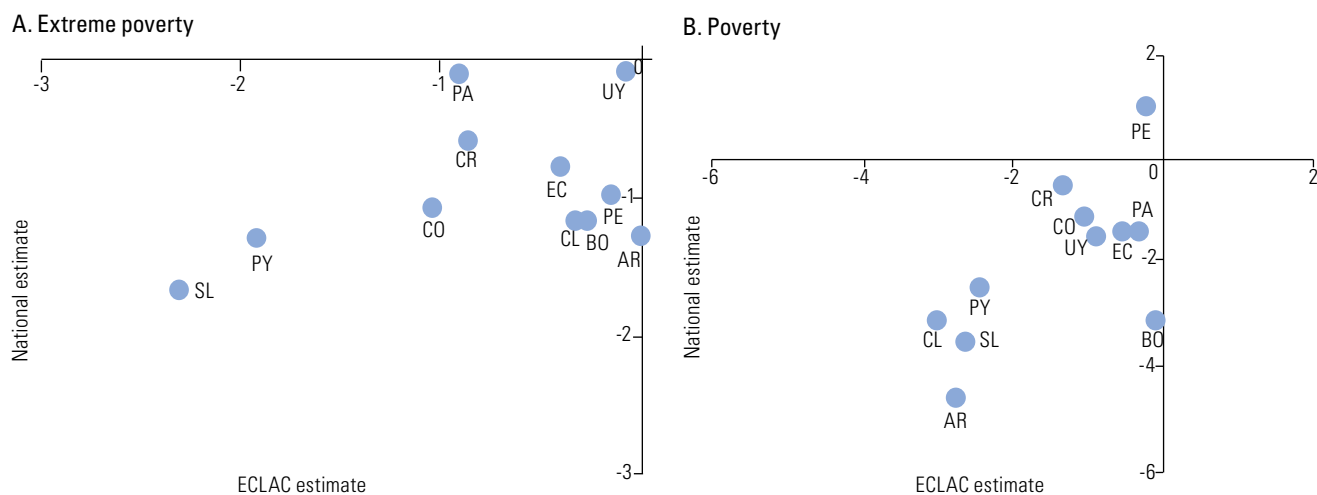 A. Extreme poverty
-3
-2
-1
0
PA
UY
CR
EC
-1
PE
CO
CL
BO
AR
PY
SL
-2
-3
National estimate
ECLAC estimate
B. Poverty
2
PE
-6
-4
-2
0
2
CR
CO
PA
UY
EC
-2
PY
CL
SL
BO
-4
AR
-6
National estimate
ECLAC estimate